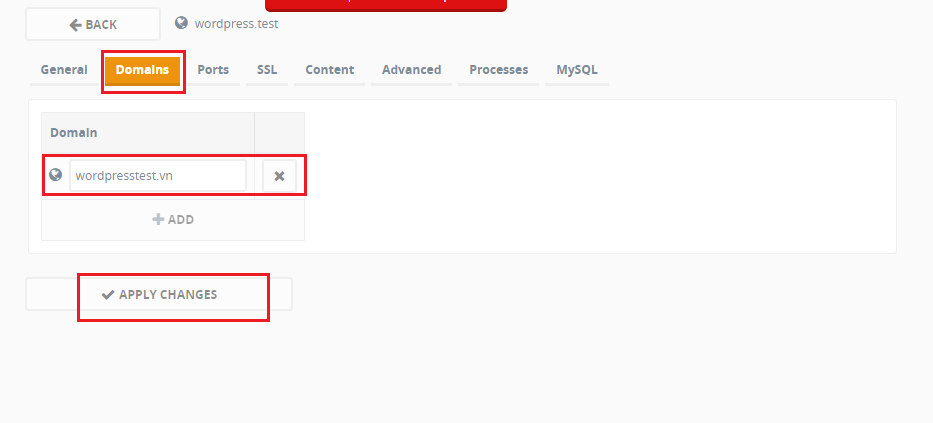 BACK
wordpress.test
General Domains Ports SSL Content Advanced Processes MySQL
Domain
wordpresstest.vn
ADD
APPLY CHANGES